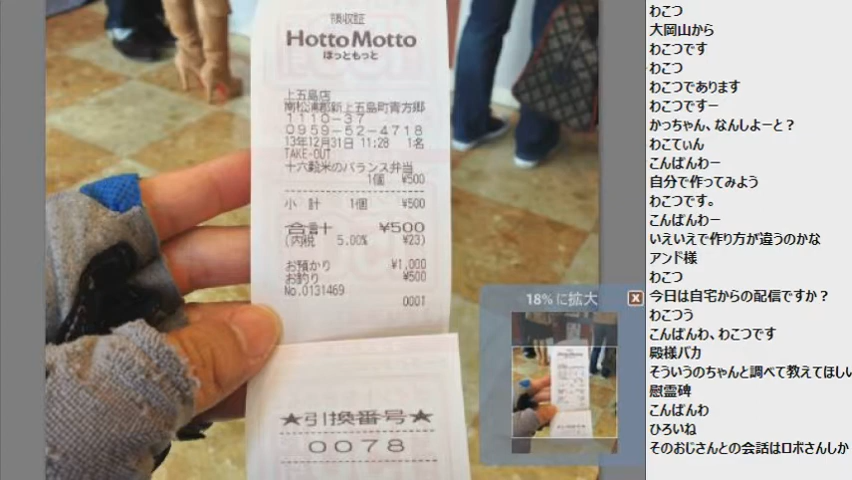 領収証
HottoMotto
ほっともっと
上五島店
南松浦郡新上五島町青方郷
1110-37
0959-52-4718
13年12月31日 11:28 1名
TAKE-OUT
十六穀米のバランス弁当
1個 ¥500
小 計 1個 ¥500
合計 ¥500
(内税 5.00% ¥23)
お預かり ¥1,000
お釣り ¥500
No.0131469
0001
★引換番号★
0078
18% に拡大
わこつ
大岡山から
わこつです
わこつ
わこつであります
わこつですー
かっちゃん、なんしよーと？
わこてぃん
こんばんわー
自分で作ってみよう
わこつです。
こんばんわー
いえいえで作り方が違うのかな
アンド様
わこつ
今日は自宅からの配信ですか？
わこつう
こんばんわ、わこつです
殿様バカ
そういうのちゃんと調べて教えてほしい
慰霊碑
こんばんわ
ひろいね
そのおじさんとの会話はロボさんしか